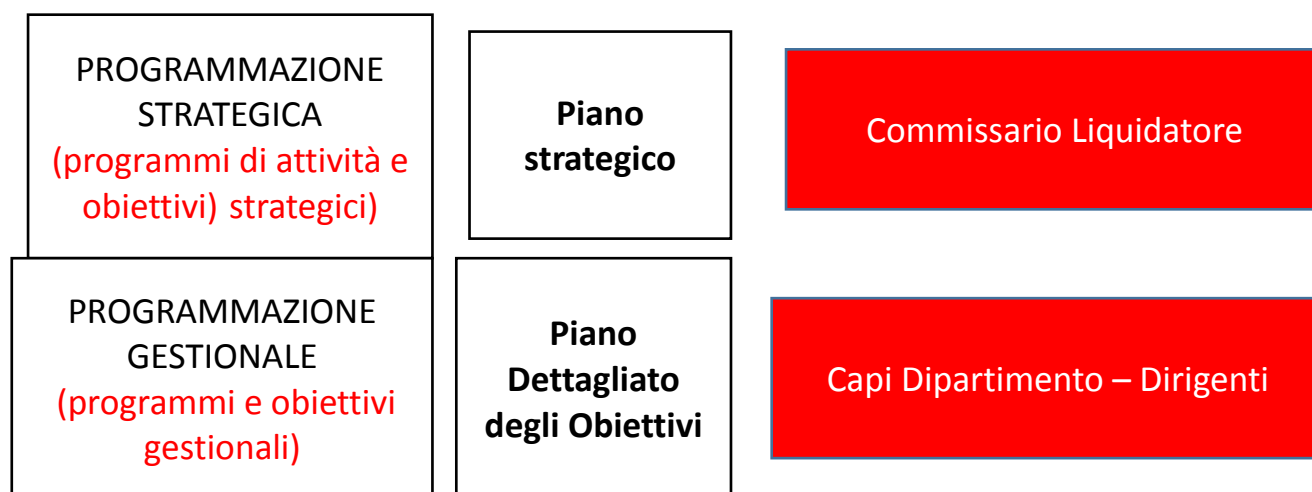 PROGRAMMAZIONE
STRATEGICA
(programmi di attività e
obiettivi) strategici)
Piano
strategico
Commissario Liquidatore
PROGRAMMAZIONE
GESTIONALE
(programmi e obiettivi
gestionali)
Piano
Dettagliato
degli Obiettivi
Capi Dipartimento – Dirigenti